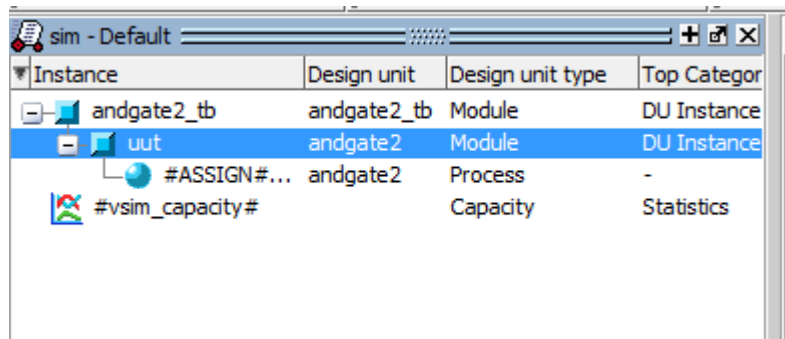 sim - Default
Instance Design unit Design unit type Top Categor
andgate2_tb andgate2_tb Module DU Instance
uut andgate2 Module DU Instance
#ASSIGN#... andgate2 Process -
#vsim_capacity# Capacity Statistics